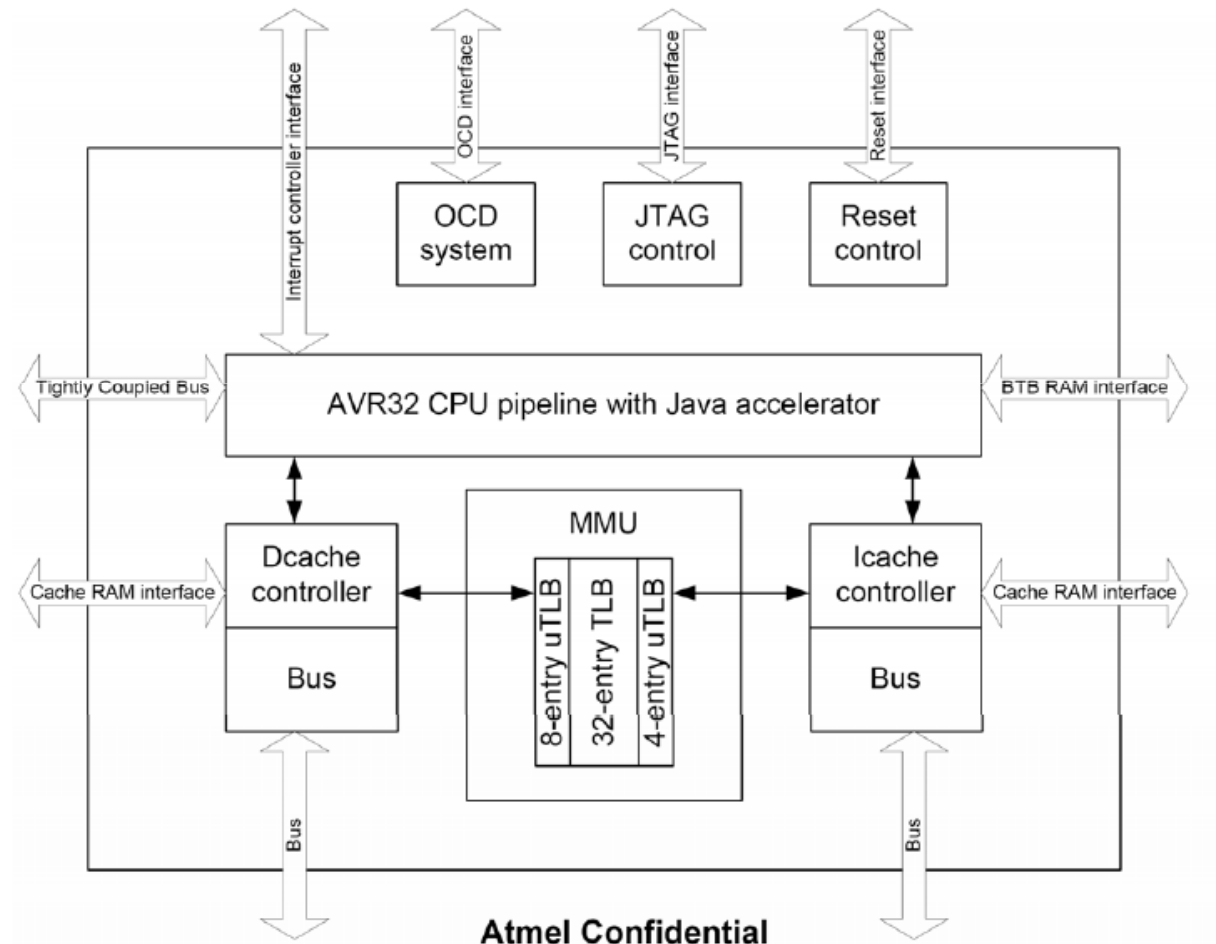 Interrupt controller interface
OCD interface
JTAG interface
Reset interface
OCD
system
JTAG
control
Reset
control
Tightly Coupled Bus
AVR32 CPU pipeline with Java accelerator
BTB RAM interface
MMU
Dcache
controller
Icache
controller
Cache RAM interface
8-entry uTLB
32-entry TLB
4-entry uTLB
Cache RAM interface
Bus
Bus
Bus
Bus
Atmel Confidential